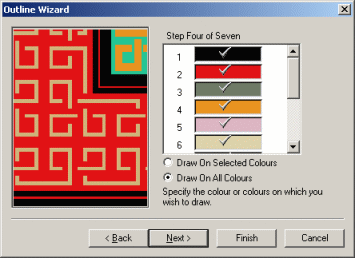 Outline Wizard
Step Four of Seven
1
2
3
4
5
6
Draw On Selected Colours
Draw On All Colours
Specify the colour or colours on which you
wish to draw.
< Back
Next >
Finish
Cancel